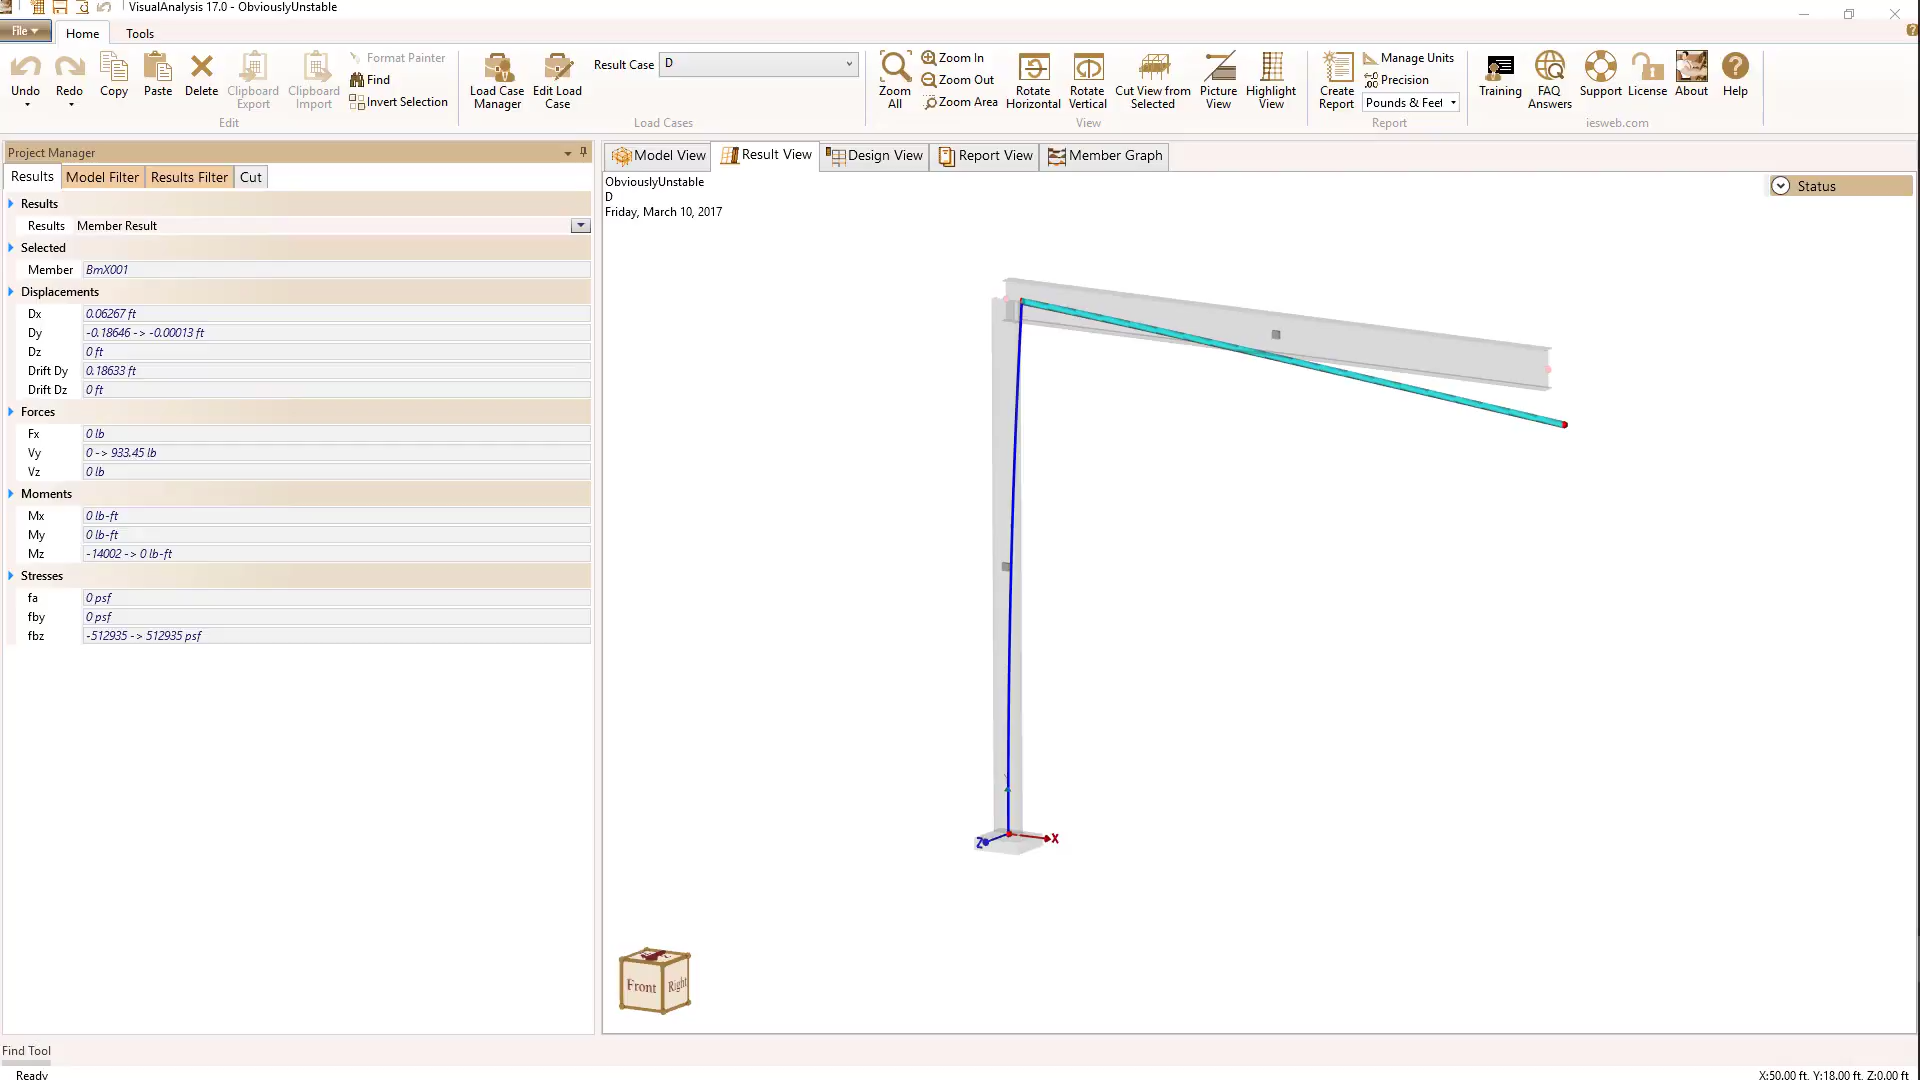 VisualAnalysis 17.0 - ObviouslyUnstable
File Home Tools
Undo Redo Copy Paste Delete Clipboard Export Clipboard Import Format Painter
Find
Invert Selection
Edit
Load Case Manager Edit Load Case Result Case D
Load Cases
Zoom All Zoom In
Zoom Out
Zoom Area
Rotate Horizontal Rotate Vertical Cut View from Selected Picture View Highlight View
View
Create Report Manage Units
Precision
Pounds & Feet
Report
Training FAQ Answers Support License About Help
iesweb.com
Project Manager
Results Model Filter Results Filter Cut
Results
Results Member Result
Selected
Member BmX001
Displacements
Dx 0.06267 ft
Dy -0.18646 -> -0.00013 ft
Dz 0 ft
Drift Dy 0.18633 ft
Drift Dz 0 ft
Forces
Fx 0 lb
Vy 0 -> 933.45 lb
Vz 0 lb
Moments
Mx 0 lb-ft
My 0 lb-ft
Mz -14002 -> 0 lb-ft
Stresses
fa 0 psf
fby 0 psf
fbz -512935 -> 512935 psf
Model View Result View Design View Report View Member Graph
ObviouslyUnstable
D
Friday, March 10, 2017
Status
Z X
Front Right
Find Tool
Ready
X:50.00 ft, Y:18.00 ft, Z:0.00 ft